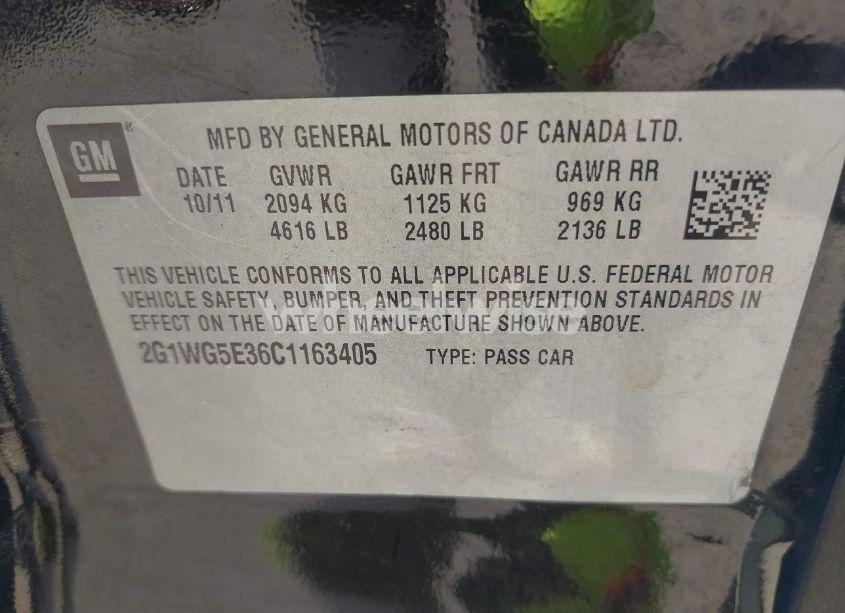 GM
MFD BY GENERAL MOTORS OF CANADA LTD.
DATE GVWR GAWR FRT GAWR RR
10/11 2094 KG 1125 KG 969 KG
4616 LB 2480 LB 2136 LB
THIS VEHICLE CONFORMS TO ALL APPLICABLE U.S. FEDERAL MOTOR
VEHICLE SAFETY, BUMPER, AND THEFT PREVENTION STANDARDS IN
EFFECT ON THE DATE OF MANUFACTURE SHOWN ABOVE.
2G1WG5E36C1163405 TYPE: PASS CAR